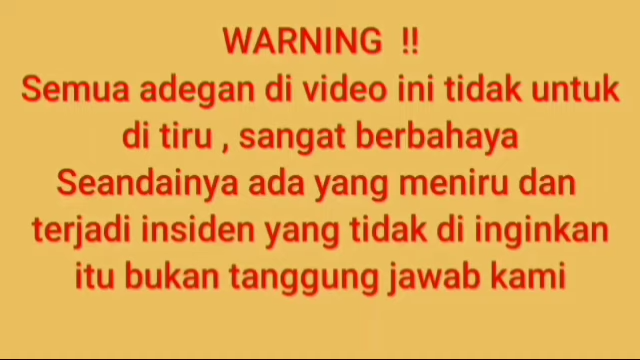 WARNING !!
Semua adegan di video ini tidak untuk
di tiru , sangat berbahaya
Seandainya ada yang meniru dan
terjadi insiden yang tidak di inginkan
itu bukan tanggung jawab kami